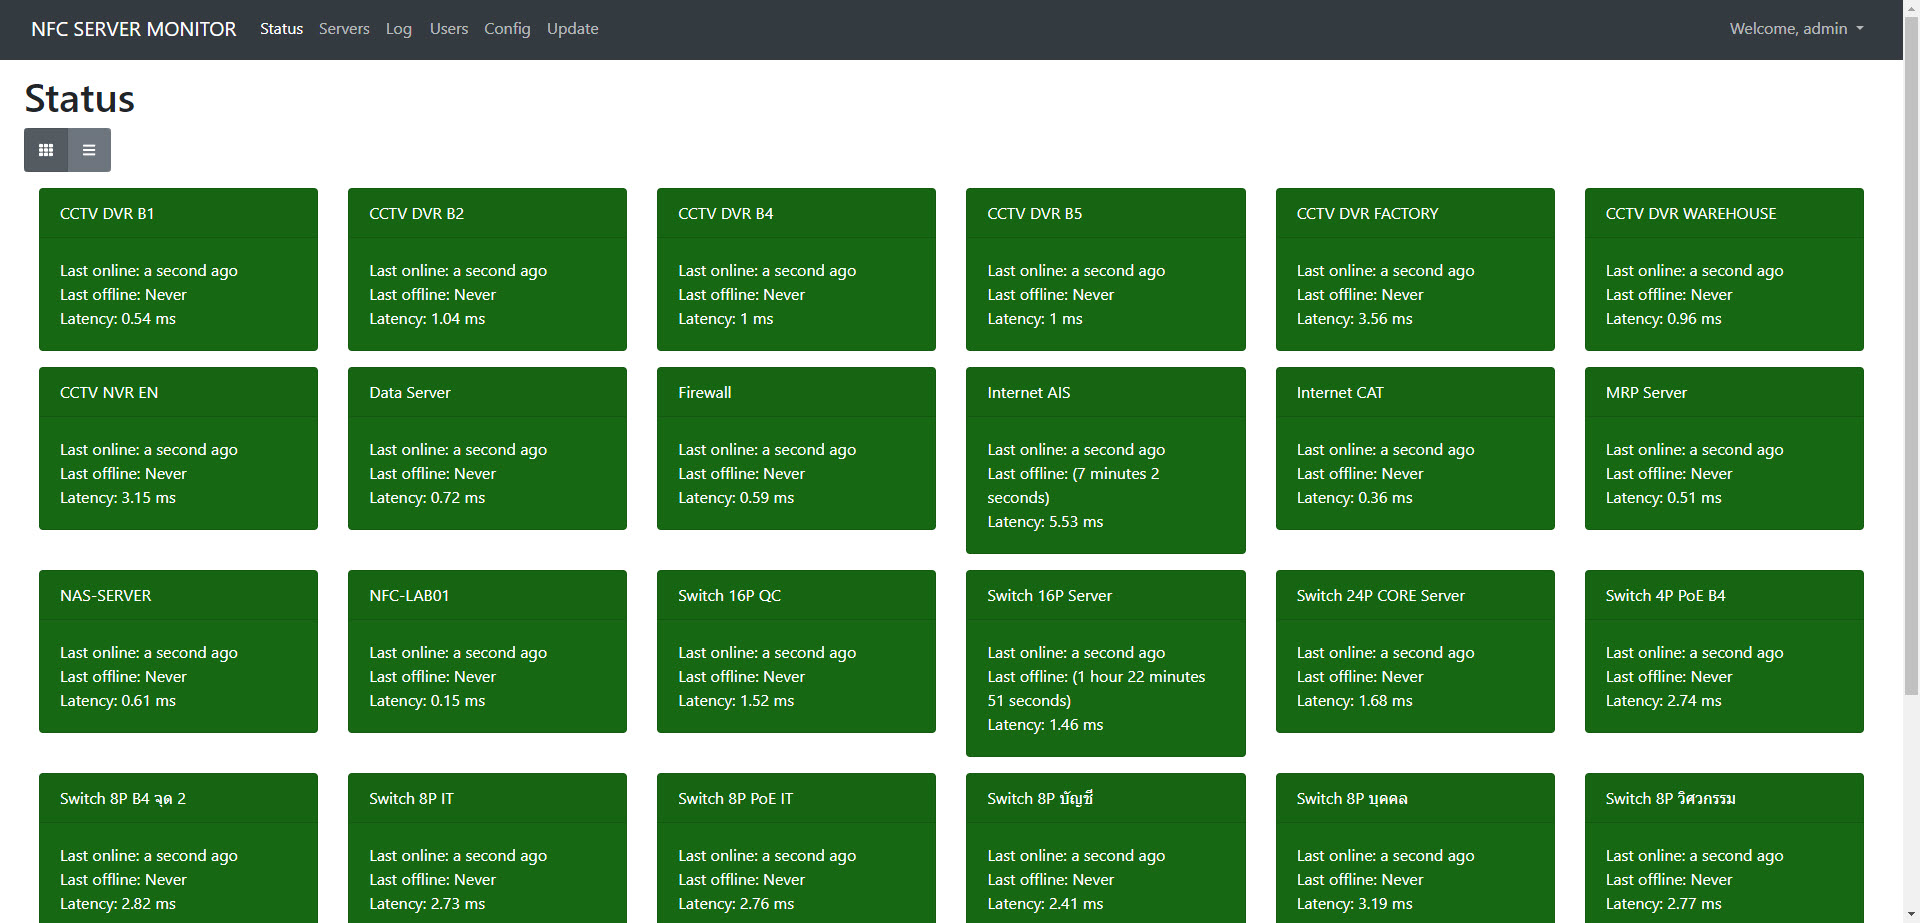 NFC SERVER MONITOR Status Servers Log Users Config Update Welcome, admin
Status
CCTV DVR B1
Last online: a second ago
Last offline: Never
Latency: 0.54 ms
CCTV DVR B2
Last online: a second ago
Last offline: Never
Latency: 1.04 ms
CCTV DVR B4
Last online: a second ago
Last offline: Never
Latency: 1 ms
CCTV DVR B5
Last online: a second ago
Last offline: Never
Latency: 1 ms
CCTV DVR FACTORY
Last online: a second ago
Last offline: Never
Latency: 3.56 ms
CCTV DVR WAREHOUSE
Last online: a second ago
Last offline: Never
Latency: 0.96 ms
CCTV NVR EN
Last online: a second ago
Last offline: Never
Latency: 3.15 ms
Data Server
Last online: a second ago
Last offline: Never
Latency: 0.72 ms
Firewall
Last online: a second ago
Last offline: Never
Latency: 0.59 ms
Internet AIS
Last online: a second ago
Last offline: (7 minutes 2
seconds)
Latency: 5.53 ms
Internet CAT
Last online: a second ago
Last offline: Never
Latency: 0.36 ms
MRP Server
Last online: a second ago
Last offline: Never
Latency: 0.51 ms
NAS-SERVER
Last online: a second ago
Last offline: Never
Latency: 0.61 ms
NFC-LAB01
Last online: a second ago
Last offline: Never
Latency: 0.15 ms
Switch 16P QC
Last online: a second ago
Last offline: Never
Latency: 1.52 ms
Switch 16P Server
Last online: a second ago
Last offline: (1 hour 22 minutes
51 seconds)
Latency: 1.46 ms
Switch 24P CORE Server
Last online: a second ago
Last offline: Never
Latency: 1.68 ms
Switch 4P PoE B4
Last online: a second ago
Last offline: Never
Latency: 2.74 ms
Switch 8P B4 จุด 2
Last online: a second ago
Last offline: Never
Latency: 2.82 ms
Switch 8P IT
Last online: a second ago
Last offline: Never
Latency: 2.73 ms
Switch 8P PoE IT
Last online: a second ago
Last offline: Never
Latency: 2.76 ms
Switch 8P บัญชี
Last online: a second ago
Last offline: Never
Latency: 2.41 ms
Switch 8P บุคคล
Last online: a second ago
Last offline: Never
Latency: 3.19 ms
Switch 8P วิศวกรรม
Last online: a second ago
Last offline: Never
Latency: 2.77 ms